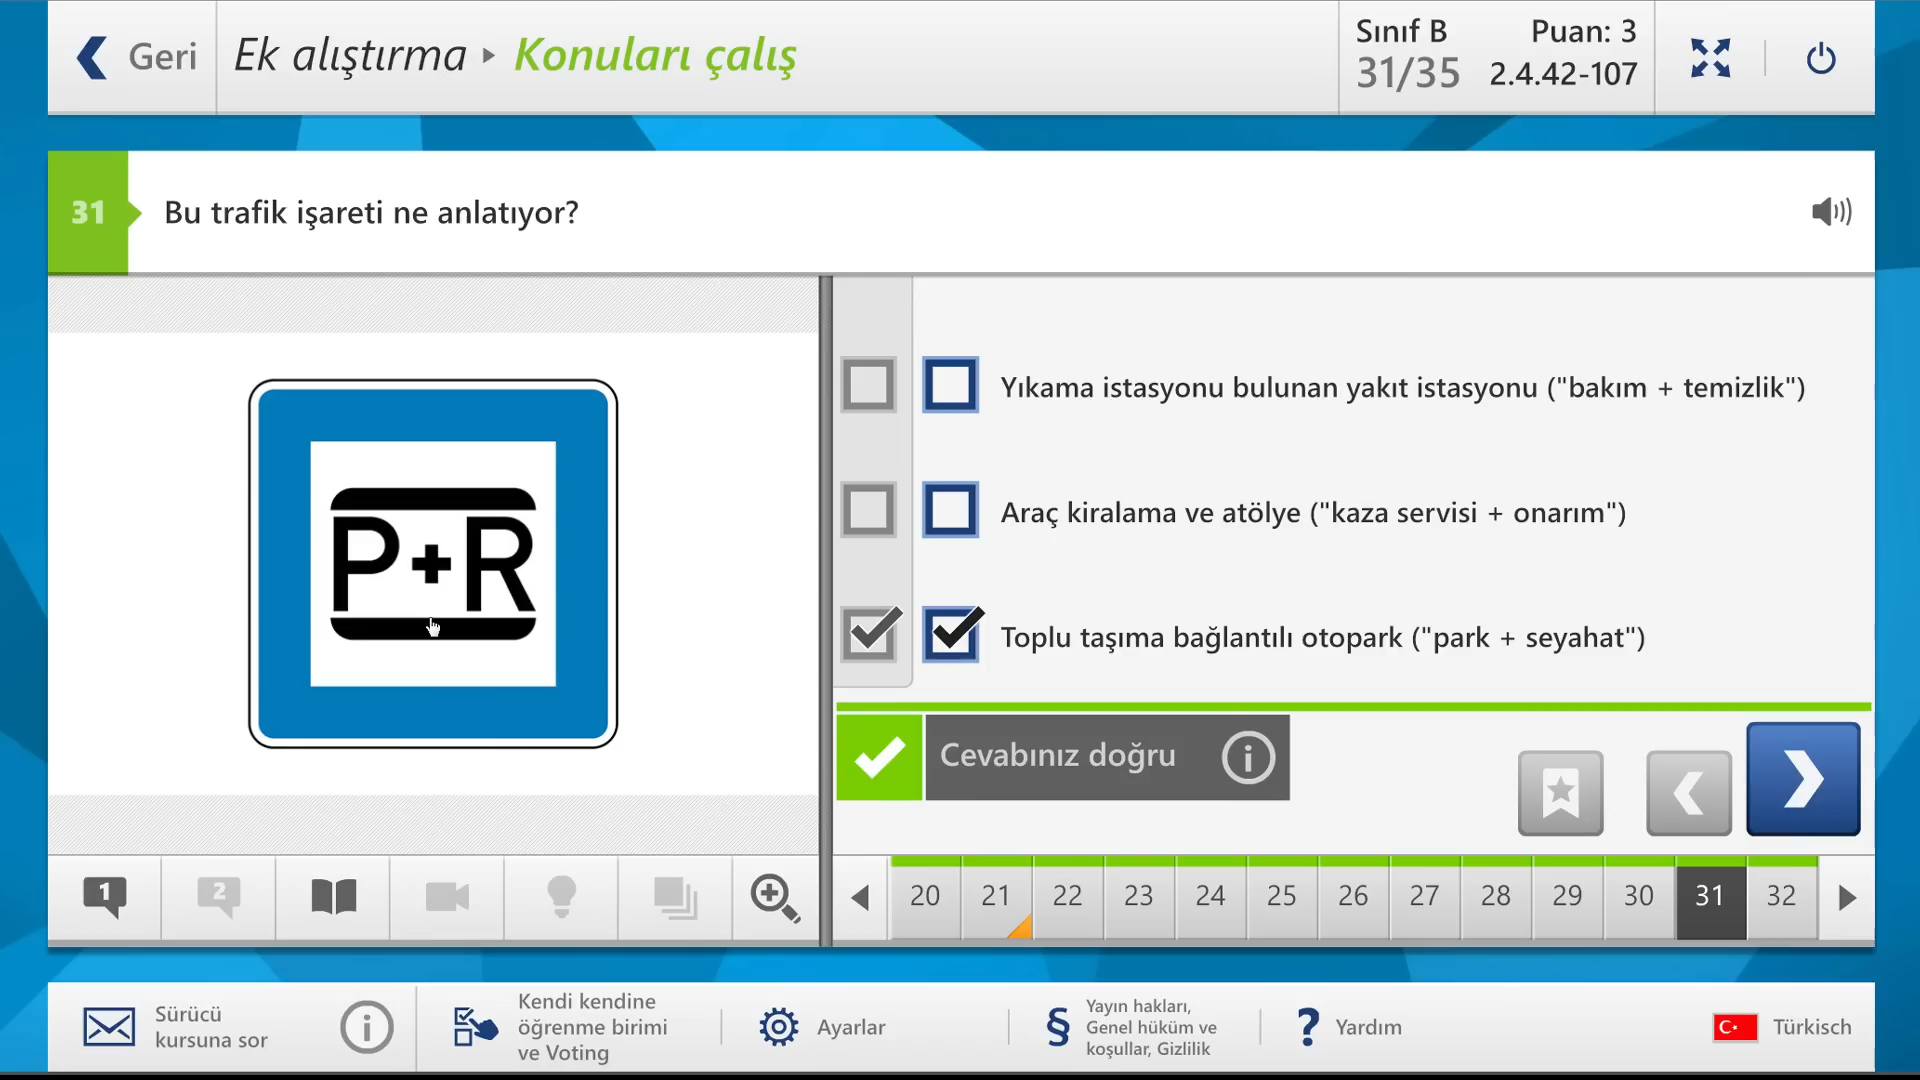 Geri
Ek alıştırma ▸ Konuları çalış
Sınıf B
Puan: 3
31/35
2.4.42-107
31
Bu trafik işareti ne anlatıyor?
P+R
Yıkama istasyonu bulunan yakıt istasyonu ("bakım + temizlik")
Araç kiralama ve atölye ("kaza servisi + onarım")
Toplu taşıma bağlantılı otopark ("park + seyahat")
Cevabınız doğru
1
2
20 21 22 23 24 25 26 27 28 29 30 31 32
Sürücü
kursuna sor
Kendi kendine
öğrenme birimi
ve Voting
Ayarlar
§
Yayın hakları,
Genel hüküm ve
koşullar, Gizlilik
?
Yardım
Türkisch